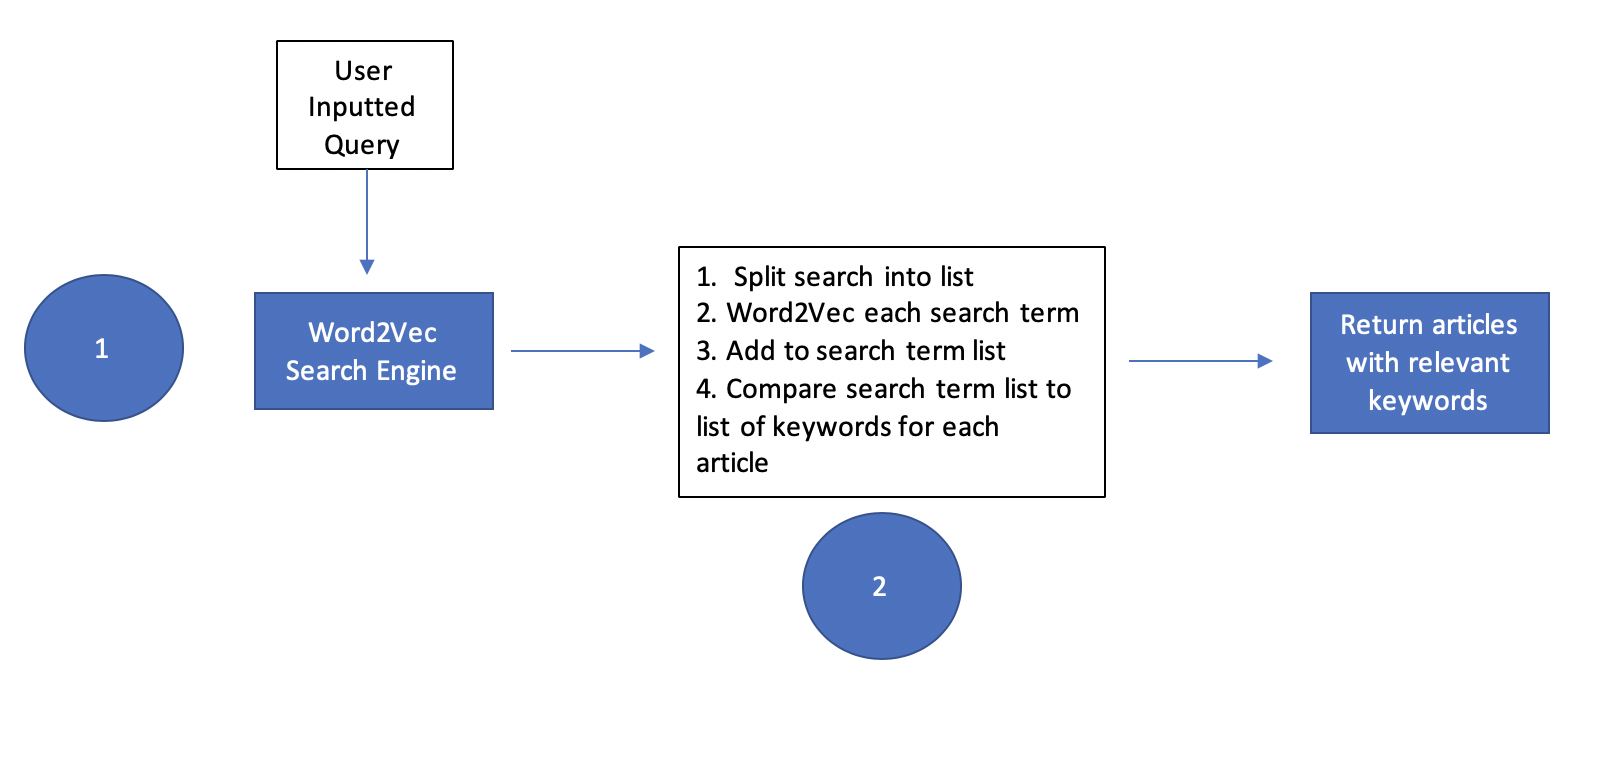 User
Inputted
Query
1
Word2Vec
Search Engine
1. Split search into list
2. Word2Vec each search term
3. Add to search term list
4. Compare search term list to
list of keywords for each
article
2
Return articles
with relevant
keywords